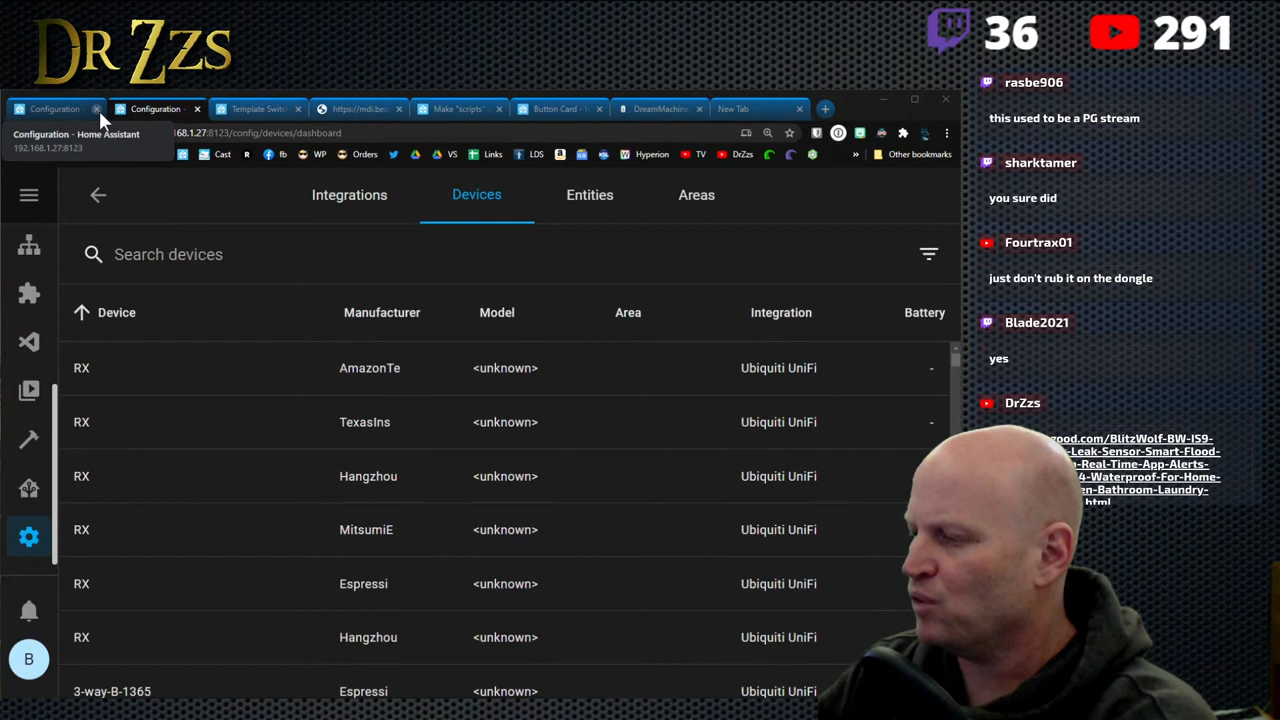 DR ZZS
36
291
Configuration
Configuration -
Template Switc
https://mdi.be
Make "scripts"
Button Card - H
DreamMachin
New Tab
Configuration - Home Assistant
192.168.1.27:8123
168.1.27:8123/config/devices/dashboard
Cast
R
fb
WP
Orders
VS
Links
LDS
Hyperion
TV
DrZzs
»
Other bookmarks
Integrations
Devices
Entities
Areas
Search devices
Device Manufacturer Model Area Integration Battery
RX AmazonTe <unknown> Ubiquiti UniFi -
RX TexasIns <unknown> Ubiquiti UniFi -
RX Hangzhou <unknown> Ubiquiti UniFi
RX MitsumiE <unknown> Ubiquiti UniFi
RX Espressi <unknown> Ubiquiti UniFi
RX Hangzhou <unknown> Ubiquiti UniFi
3-way-B-1365 Espressi <unknown> Ubiquiti UniFi
B
rasbe906
this used to be a PG stream
sharktamer
you sure did
Fourtrax01
just don't rub it on the dongle
Blade2021
yes
DrZzs
ood.com/BlitzWolf-BW-IS9-
-Leak-Sensor-Smart-Flood-
-Real-Time-App-Alerts-
4-Waterproof-For-Home-
en-Bathroom-Laundry-
html